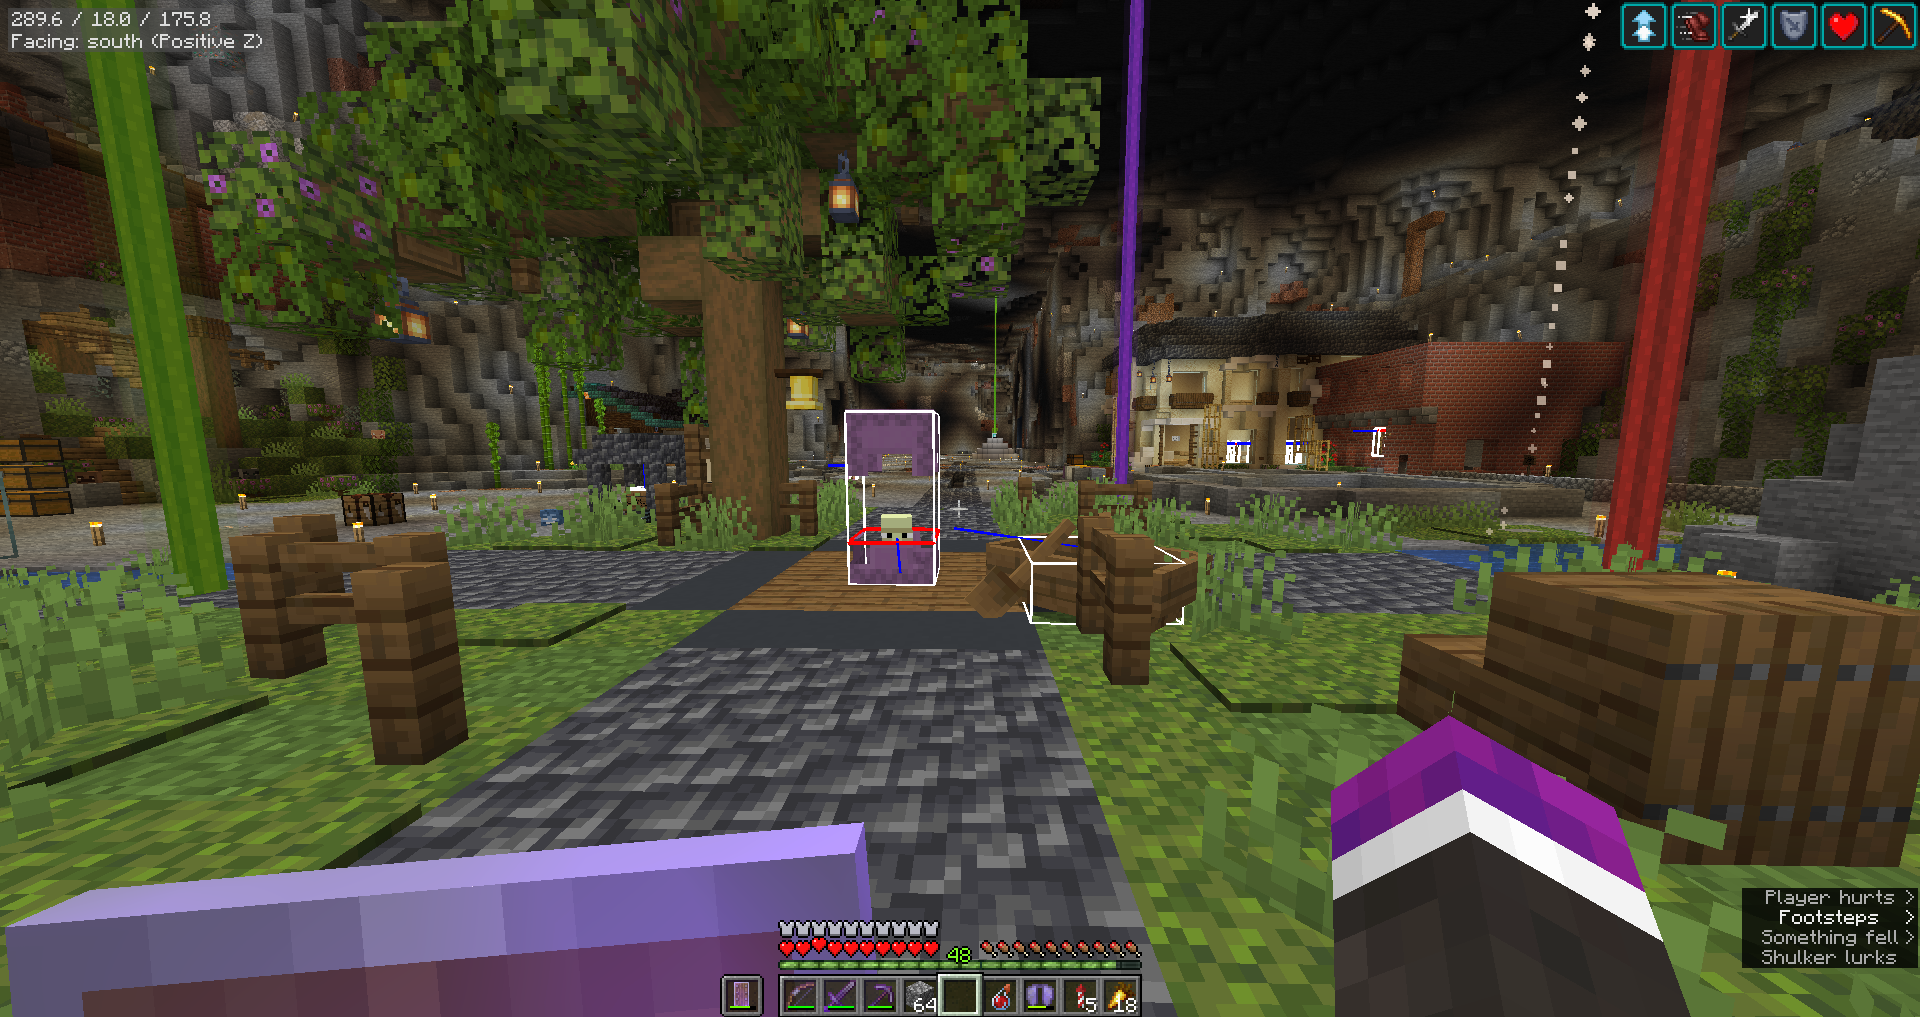 289.6 / 18.0 / 175.8
Facing: south (Positive Z)
Player hurts >
Footsteps >
Something fell >
Shulker lurks
48
64
5
18